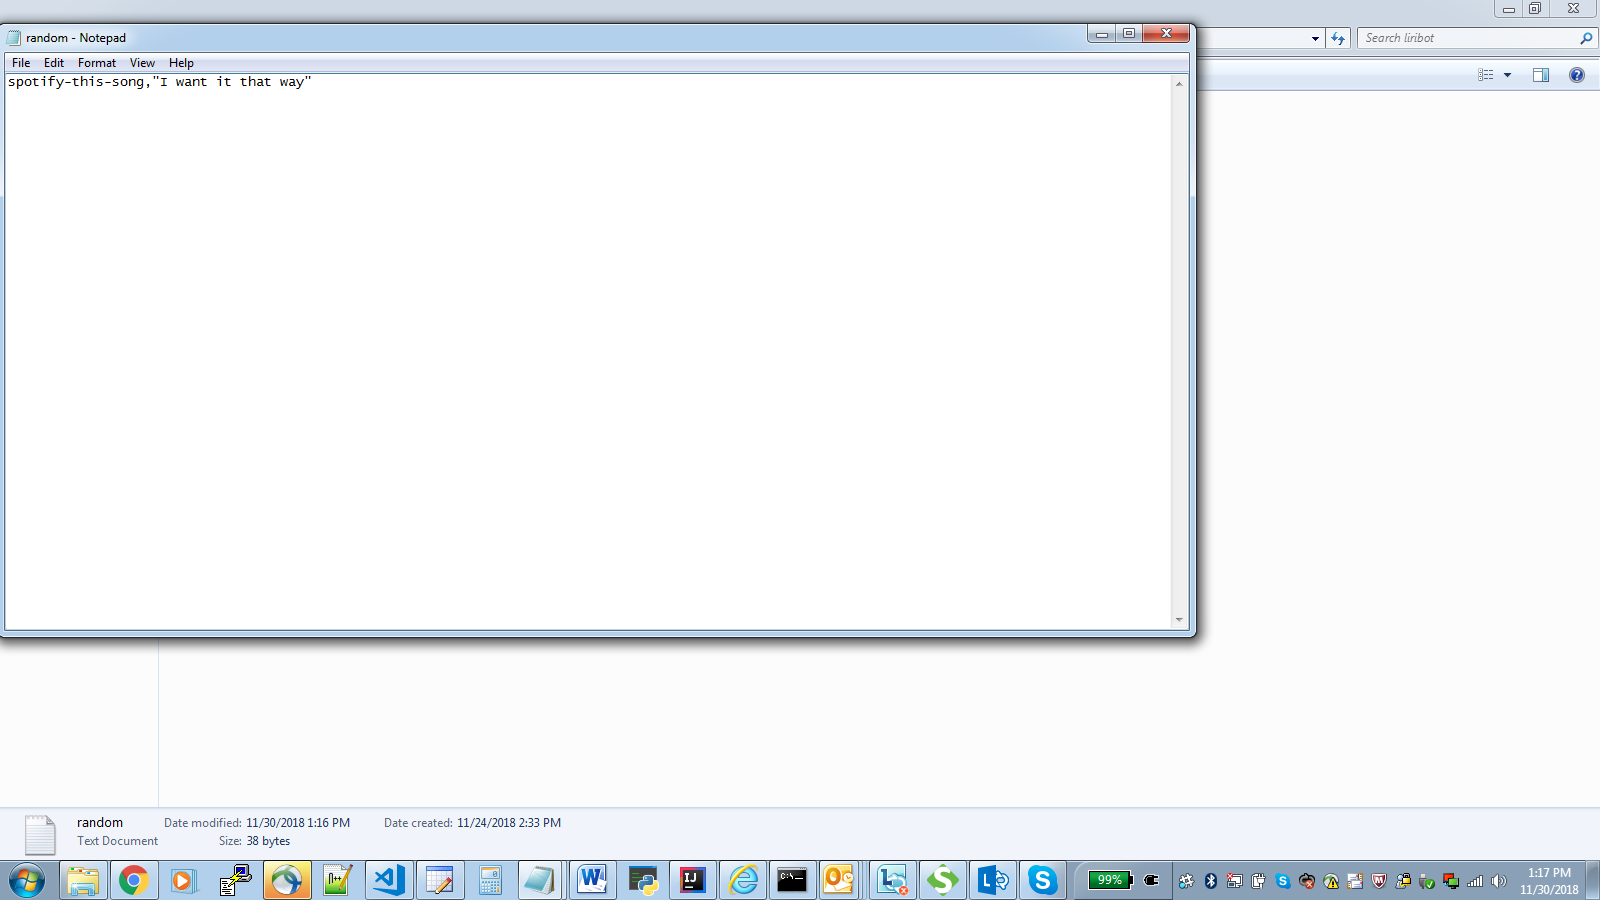 random - Notepad
Search liribot
File Edit Format View Help
spotify-this-song,"I want it that way"
random Date modified: 11/30/2018 1:16 PM Date created: 11/24/2018 2:33 PM
Text Document Size: 38 bytes
99%
1:17 PM
11/30/2018